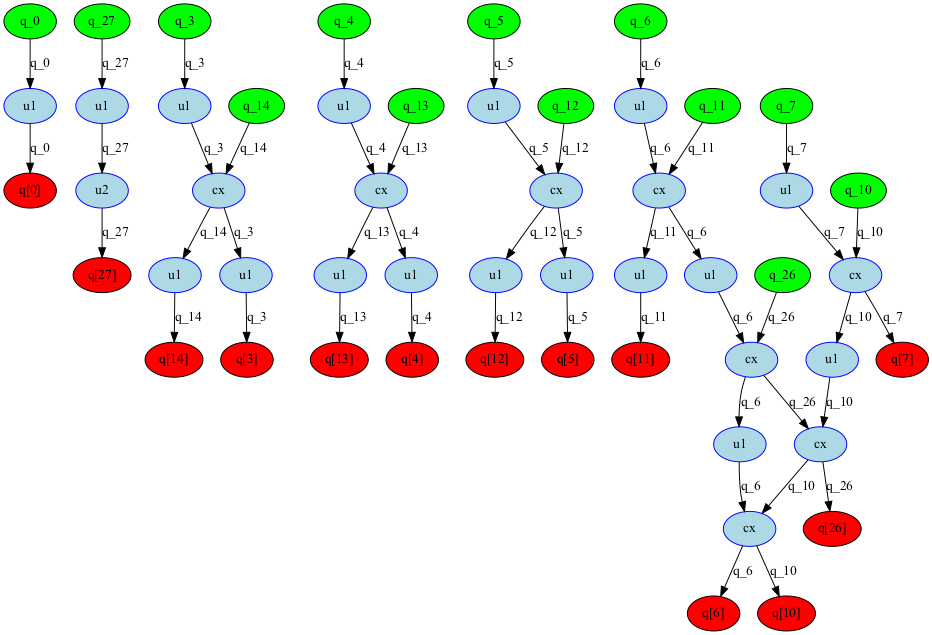 q_0 q_27 q_3 q_4 q_5 q_6
q_0 q_27 q_3 q_4 q_5 q_6
u1 u1 u1 q_14 u1 q_13 u1 q_12 u1 q_11 q_7
q_0 q_27 q_3 q_14 q_4 q_13 q_5 q_12 q_6 q_11 q_7
q[0] u2 cx cx cx cx u1 q_10
q_27 q_14 q_3 q_13 q_4 q_12 q_5 q_11 q_6 q_7 q_10
q[27] u1 u1 u1 u1 u1 u1 u1 u1 q_26 cx
q_14 q_3 q_13 q_4 q_12 q_5 q_11 q_6 q_26 q_10 q_7
q[14] q[3] q[13] q[4] q[12] q[5] q[11] cx u1 q[7]
q_6 q_26 q_10
u1 cx
q_6 q_10 q_26
cx q[26]
q_6 q_10
q[6] q[10]